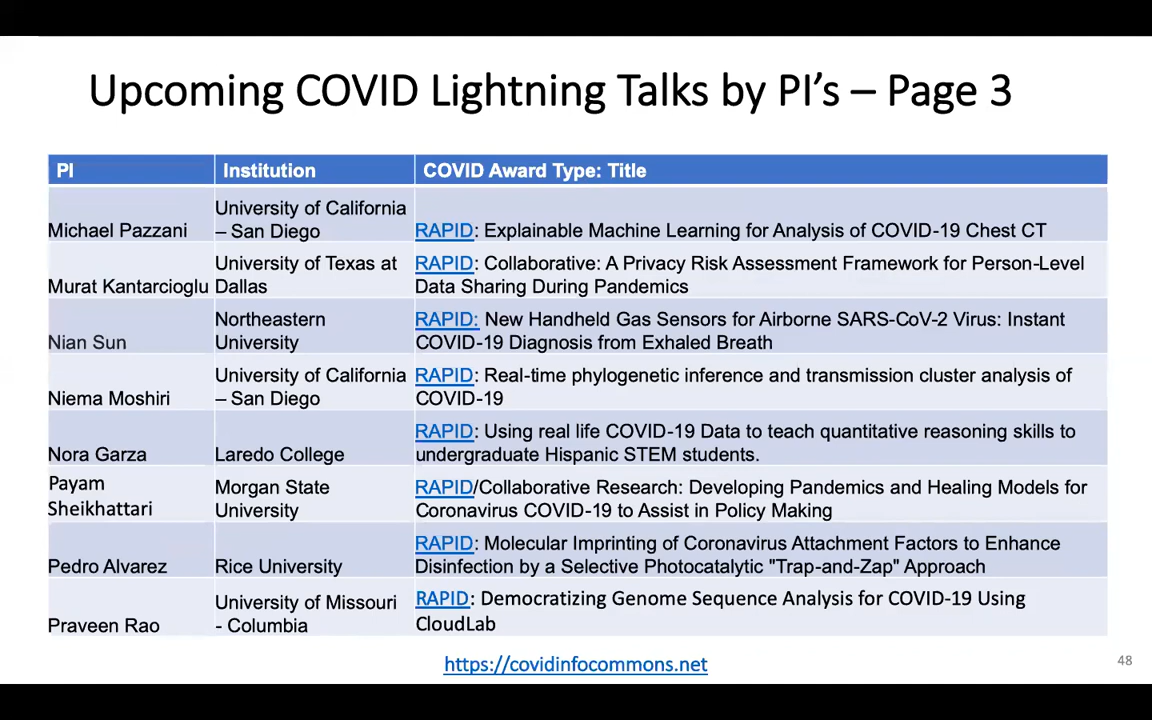 Upcoming COVID Lightning Talks by PI’s – Page 3
PI Institution COVID Award Type: Title
Michael Pazzani
University of California
– San Diego
RAPID: Explainable Machine Learning for Analysis of COVID-19 Chest CT
Murat Kantarcioglu
University of Texas at
Dallas
RAPID: Collaborative: A Privacy Risk Assessment Framework for Person-Level
Data Sharing During Pandemics
Nian Sun
Northeastern
University
RAPID: New Handheld Gas Sensors for Airborne SARS-CoV-2 Virus: Instant
COVID-19 Diagnosis from Exhaled Breath
Niema Moshiri
University of California
– San Diego
RAPID: Real-time phylogenetic inference and transmission cluster analysis of
COVID-19
Nora Garza
Laredo College
RAPID: Using real life COVID-19 Data to teach quantitative reasoning skills to
undergraduate Hispanic STEM students.
Payam
Sheikhattari
Morgan State
University
RAPID/Collaborative Research: Developing Pandemics and Healing Models for
Coronavirus COVID-19 to Assist in Policy Making
Pedro Alvarez
Rice University
RAPID: Molecular Imprinting of Coronavirus Attachment Factors to Enhance
Disinfection by a Selective Photocatalytic "Trap-and-Zap" Approach
Praveen Rao
University of Missouri
- Columbia
RAPID: Democratizing Genome Sequence Analysis for COVID-19 Using
CloudLab
https://covidinfocommons.net
48